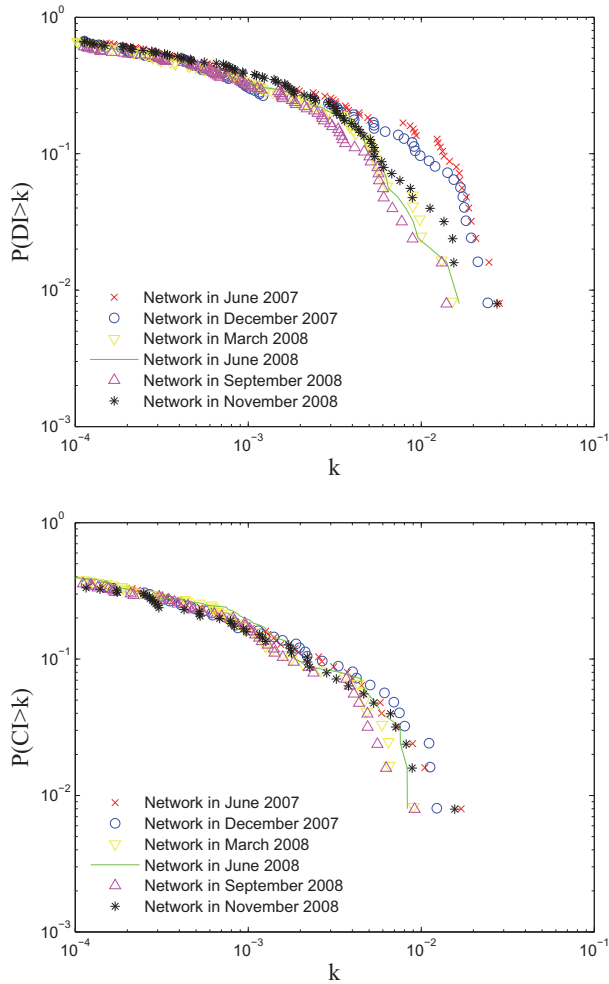 10^0
10^-1
10^-2
10^-3
P(DI>k)
Network in June 2007
Network in December 2007
Network in March 2008
Network in June 2008
Network in September 2008
Network in November 2008
10^-4 10^-3 10^-2 10^-1
k
10^0
10^-1
10^-2
10^-3
P(CI>k)
Network in June 2007
Network in December 2007
Network in March 2008
Network in June 2008
Network in September 2008
Network in November 2008
10^-4 10^-3 10^-2 10^-1
k